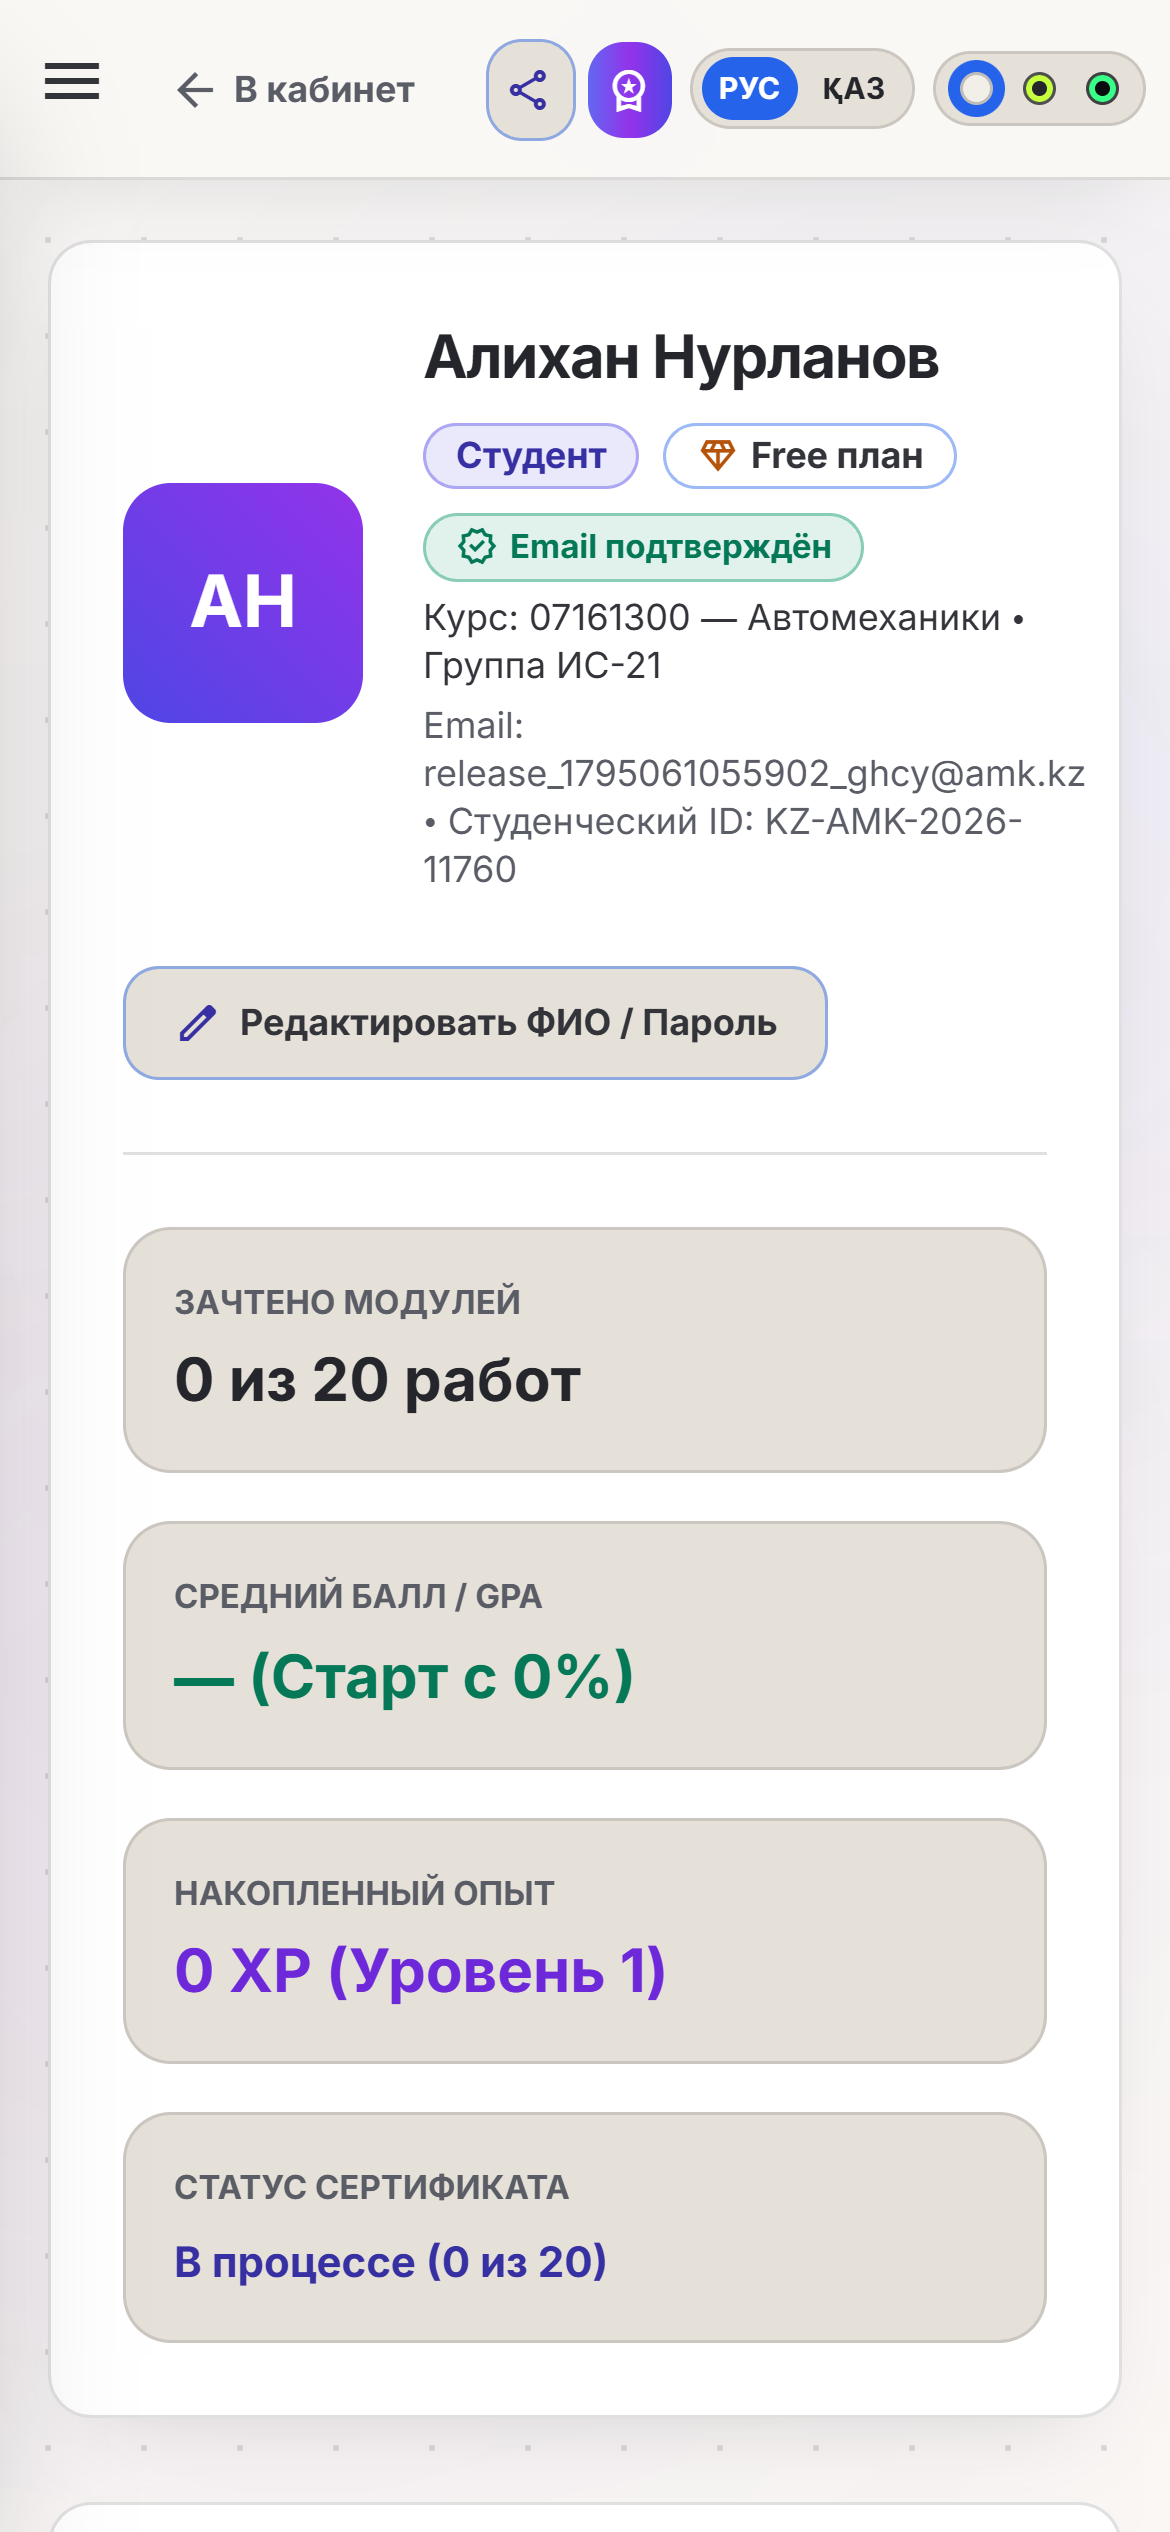 В кабинет
РУС
ҚАЗ
Алихан Нурланов
Студент
Free план
Email подтверждён
АН
Курс: 07161300 — Автомеханики •
Группа ИС-21
Email:
release_1795061055902_ghcy@amk.kz
• Студенческий ID: KZ-AMK-2026-
11760
Редактировать ФИО / Пароль
ЗАЧТЕНО МОДУЛЕЙ
0 из 20 работ
СРЕДНИЙ БАЛЛ / GPA
— (Старт с 0%)
НАКОПЛЕННЫЙ ОПЫТ
0 XP (Уровень 1)
СТАТУС СЕРТИФИКАТА
В процессе (0 из 20)